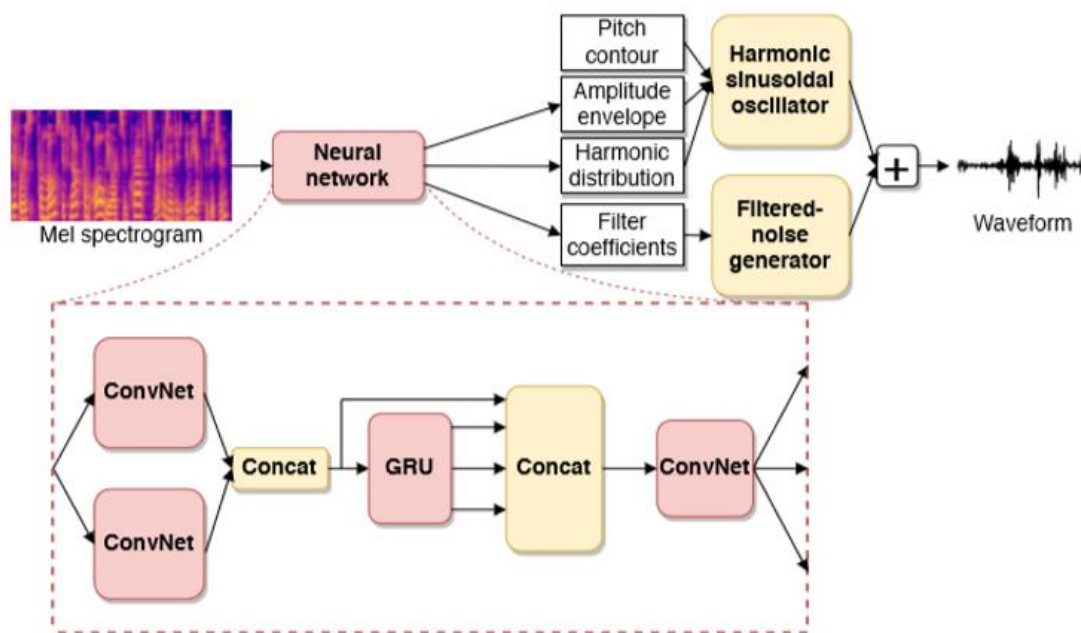 Pitch
contour
Amplitude
envelope
Harmonic
distribution
Filter
coefficients
Harmonic
sinusoidal
oscillator
Filtered-
noise
generator
Neural
network
Mel spectrogram
+
Waveform
ConvNet
ConvNet
Concat
GRU
Concat
ConvNet